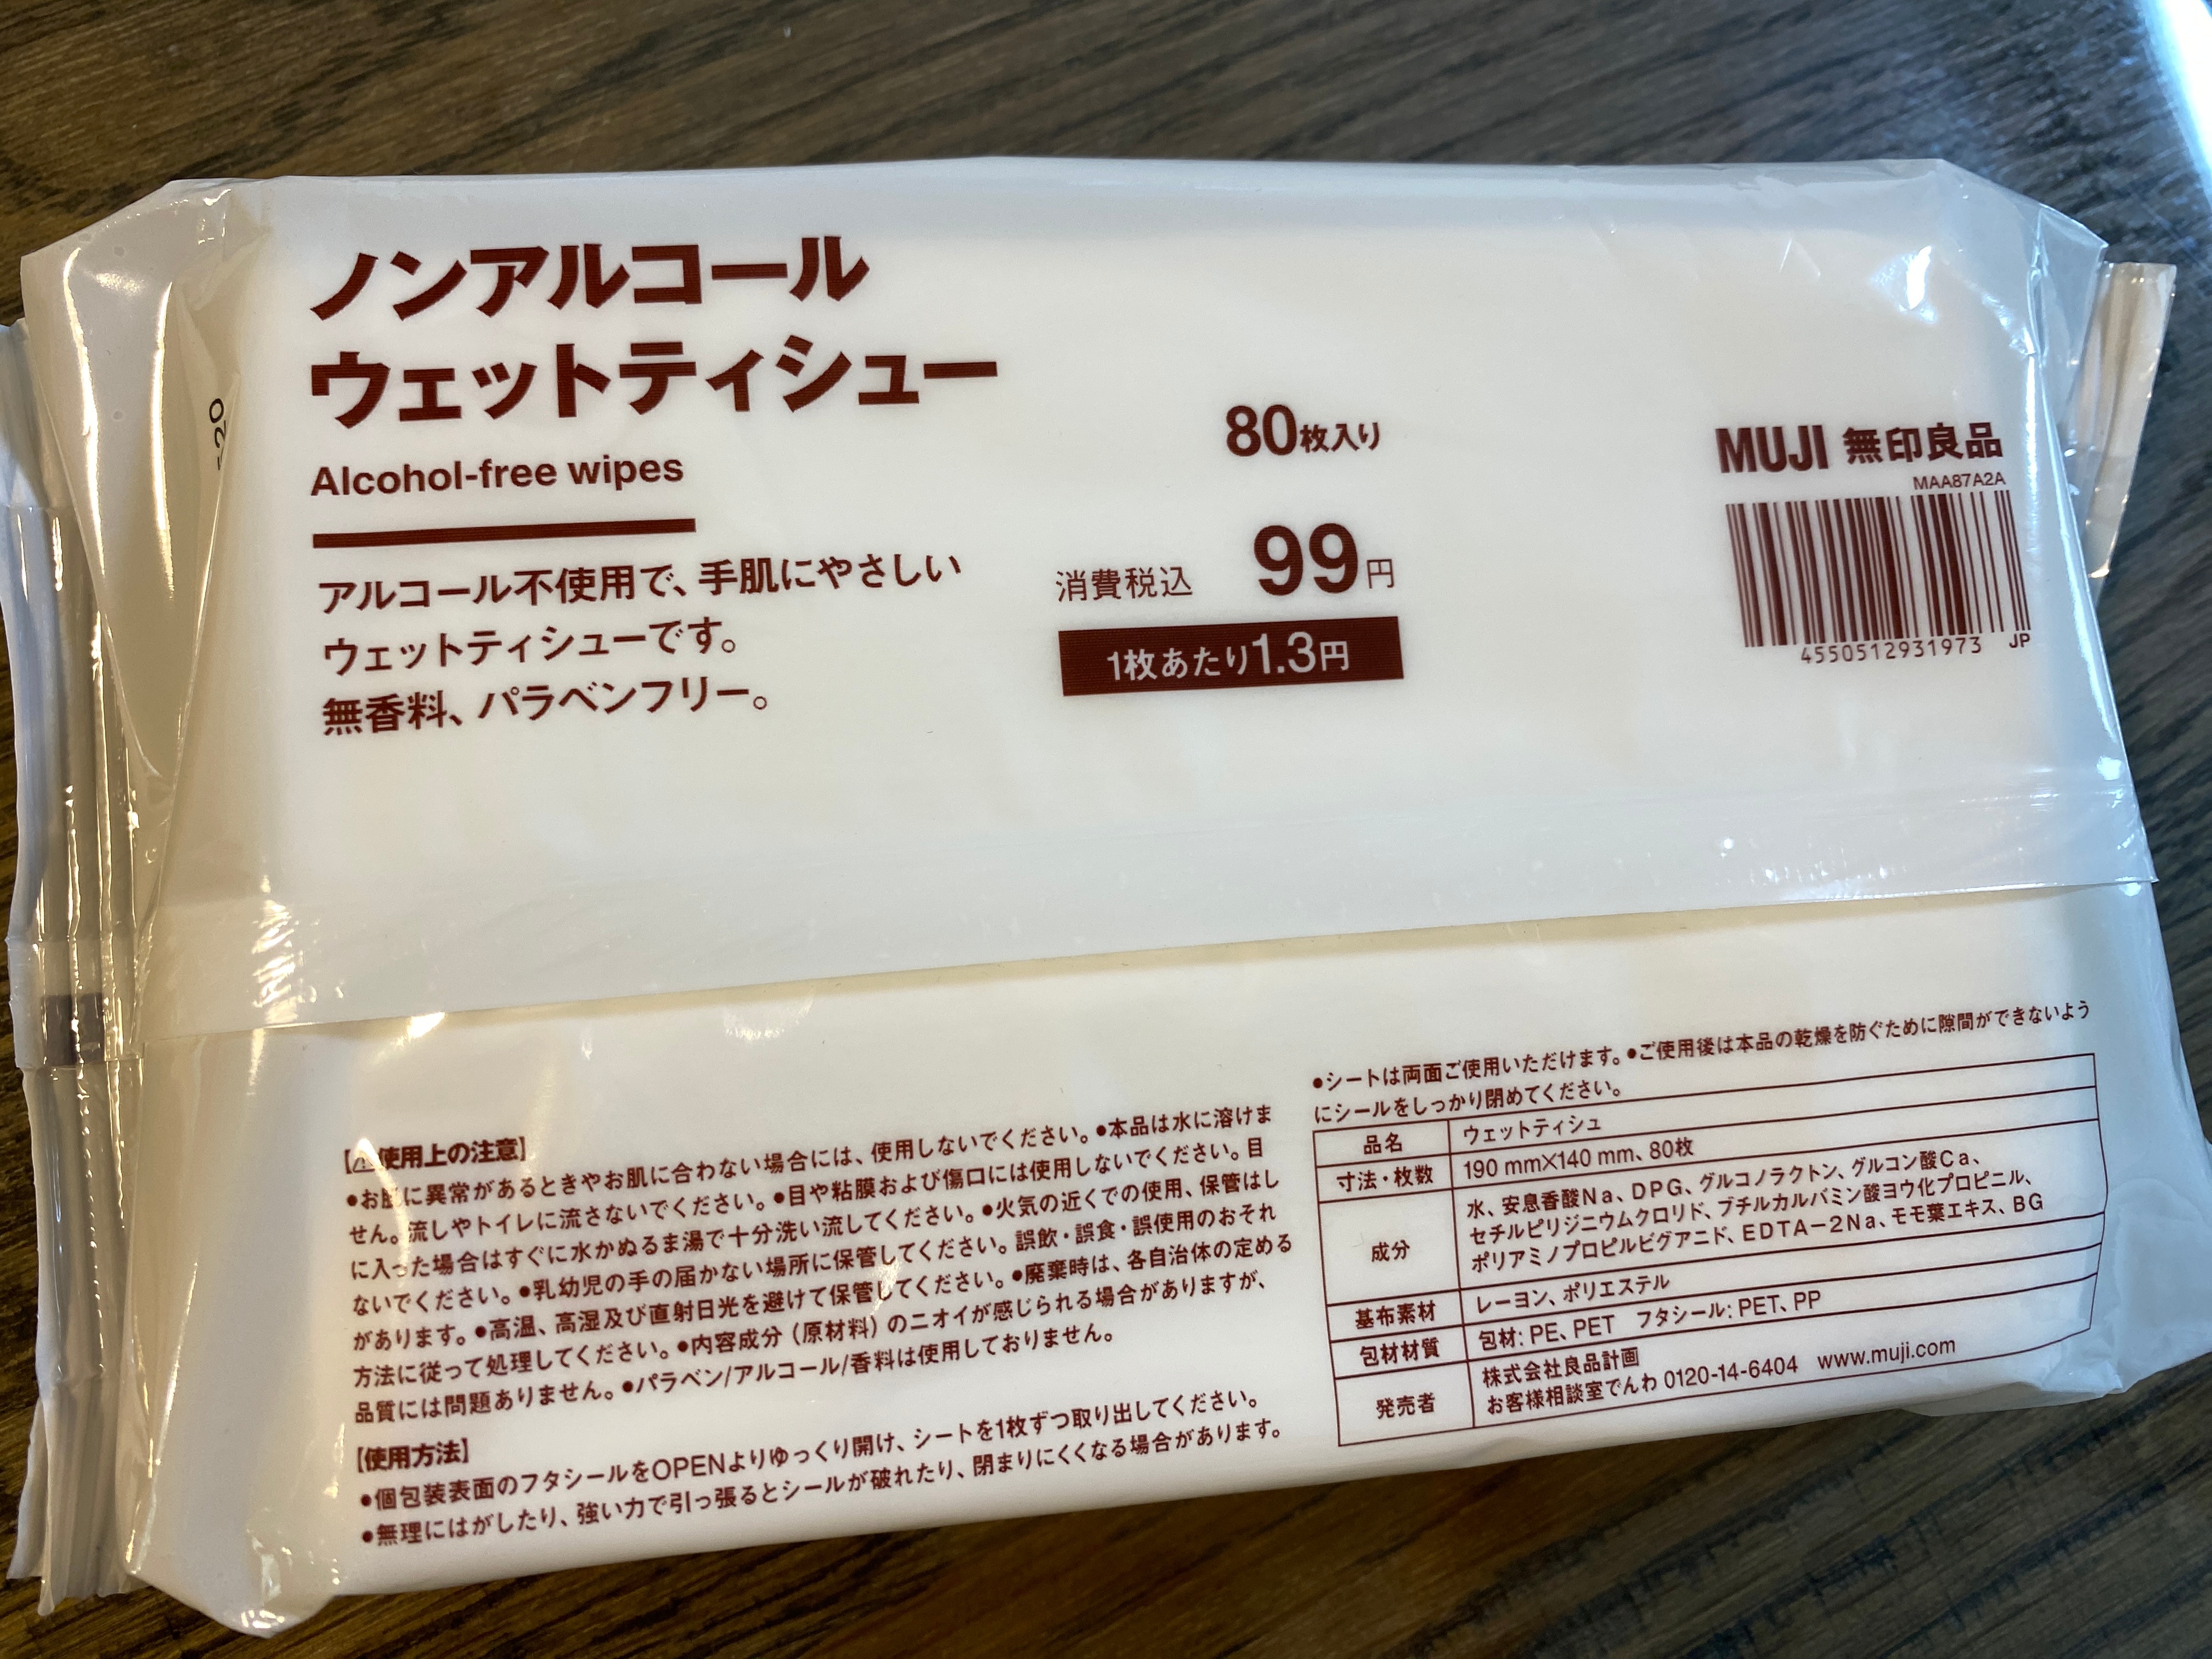 ノンアルコール
ウェットティシュー
Alcohol-free wipes
アルコール不使用で、手肌にやさしい
ウェットティシューです。
無香料、パラベンフリー。
80枚入り
消費税込 99円
1枚あたり1.3円
MUJI 無印良品
MAA87A2A
4550512931973 JP
【⚠使用上の注意】
●お肌に異常があるときやお肌に合わない場合には、使用しないでください。●本品は水に溶けま
せん。流しやトイレに流さないでください。●目や粘膜および傷口には使用しないでください。目
に入った場合はすぐに水かぬるま湯で十分洗い流してください。●火気の近くでの使用、保管はし
ないでください。●乳幼児の手の届かない場所に保管してください。誤飲・誤食・誤使用のおそれ
があります。●高温、高湿及び直射日光を避けて保管してください。●廃棄時は、各自治体の定める
方法に従って処理してください。●内容成分（原材料）のニオイが感じられる場合がありますが、
品質には問題ありません。●パラベン/アルコール/香料は使用しておりません。
【使用方法】
●個包装表面のフタシールをOPENよりゆっくり開け、シートを1枚ずつ取り出してください。
●無理にはがしたり、強い力で引っ張るとシールが破れたり、閉まりにくくなる場合があります。
●シートは両面ご使用いただけます。●ご使用後は本品の乾燥を防ぐために隙間ができないよう
にシールをしっかり閉めてください。
品名 ウェットティシュ
寸法・枚数 190 mm×140 mm、80枚
成分 水、安息香酸Na、DPG、グルコノラクトン、グルコン酸Ca、
セチルピリジニウムクロリド、ブチルカルバミン酸ヨウ化プロピニル、
ポリアミノプロピルビグアニド、EDTA－2Na、モモ葉エキス、BG
基布素材 レーヨン、ポリエステル
包材材質 包材: PE、PET フタシール: PET、PP
発売者 株式会社良品計画
お客様相談室でんわ 0120-14-6404 www.muji.com